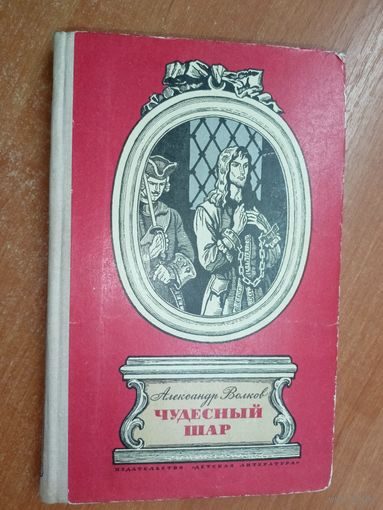 Александр Волков
ЧУДЕСНЫЙ
ШАР
ИЗДАТЕЛЬСТВО «ДЕТСКАЯ ЛИТЕРАТУРА»